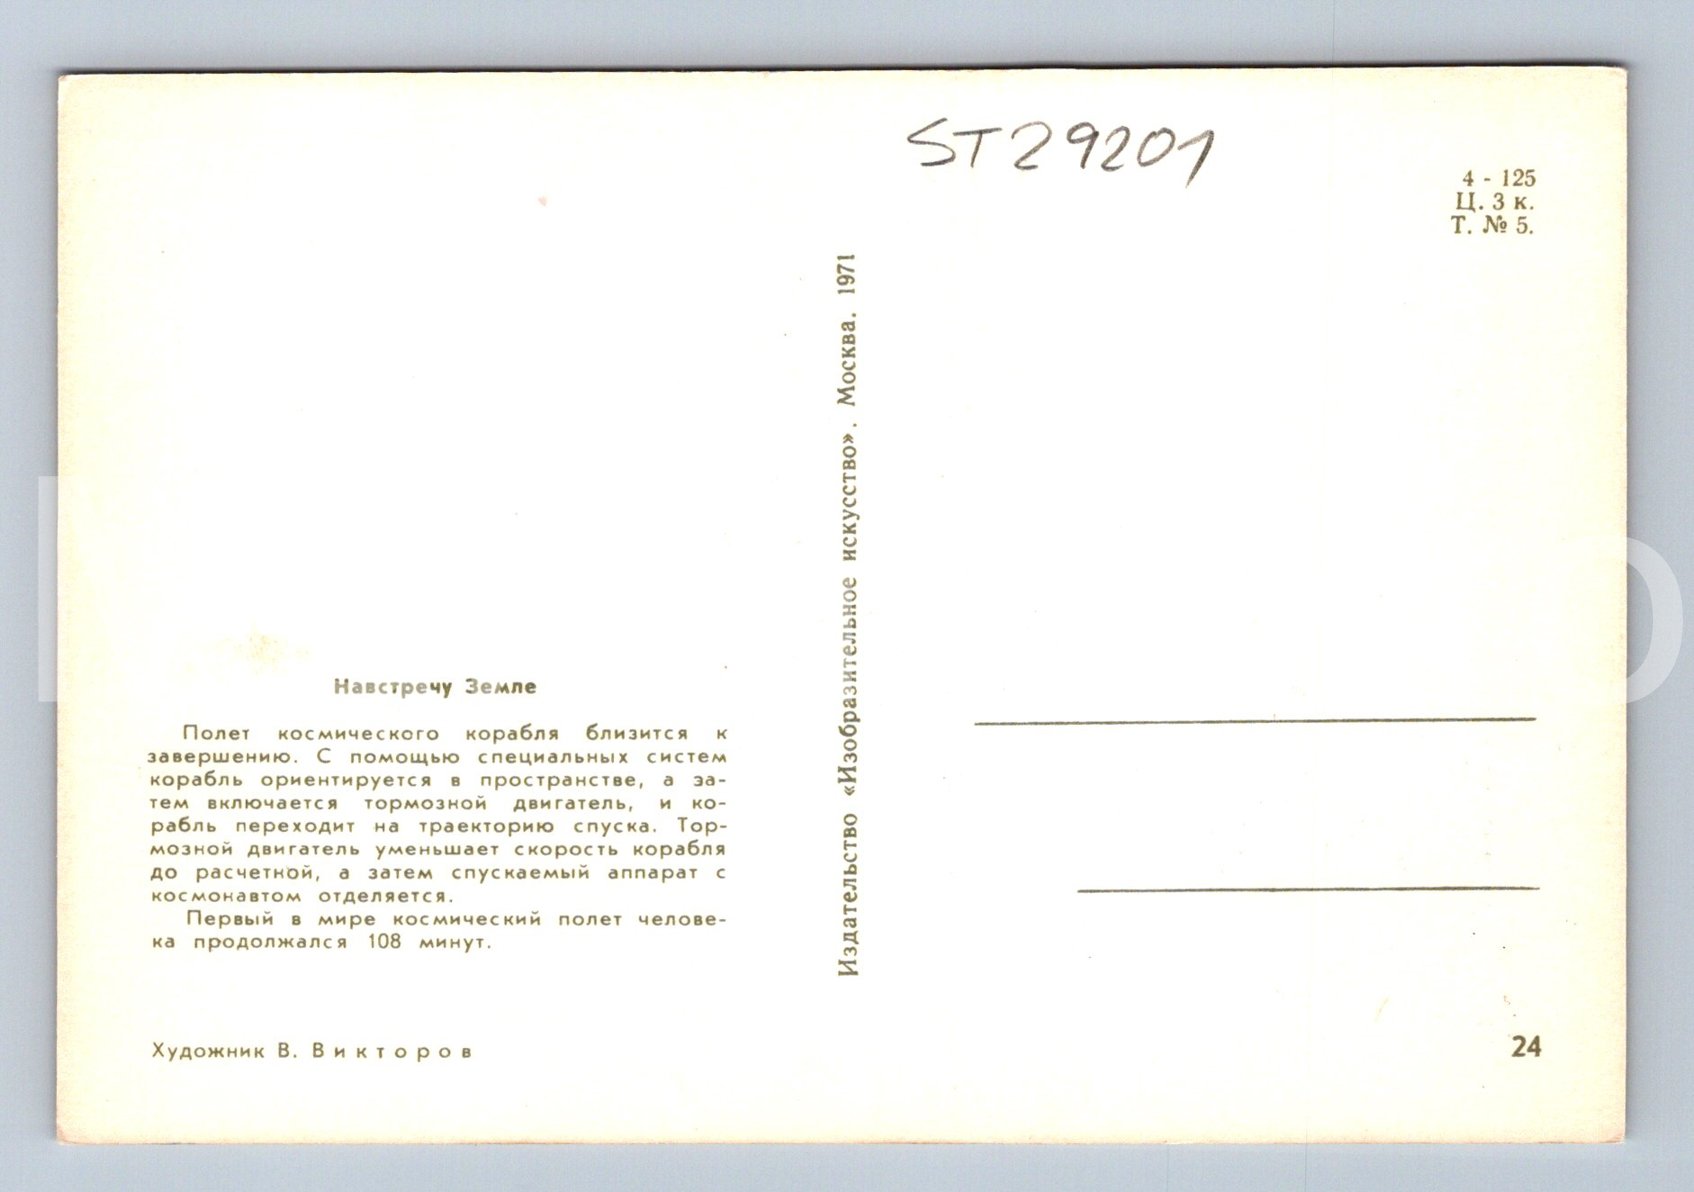 ST29201
4 - 125
Ц. 3 к.
Т. № 5.
Навстречу Земле
Полет космического корабля близится к
завершению. С помощью специальных систем
корабль ориентируется в пространстве, а за-
тем включается тормозной двигатель, и ко-
рабль переходит на траекторию спуска. Тор-
мозной двигатель уменьшает скорость корабля
до расчетной, а затем спускаемый аппарат с
космонавтом отделяется.
Первый в мире космический полет челове-
ка продолжался 108 минут.
Художник В. Викторов
Издательство «Изобразительное искусство». Москва. 1971
24